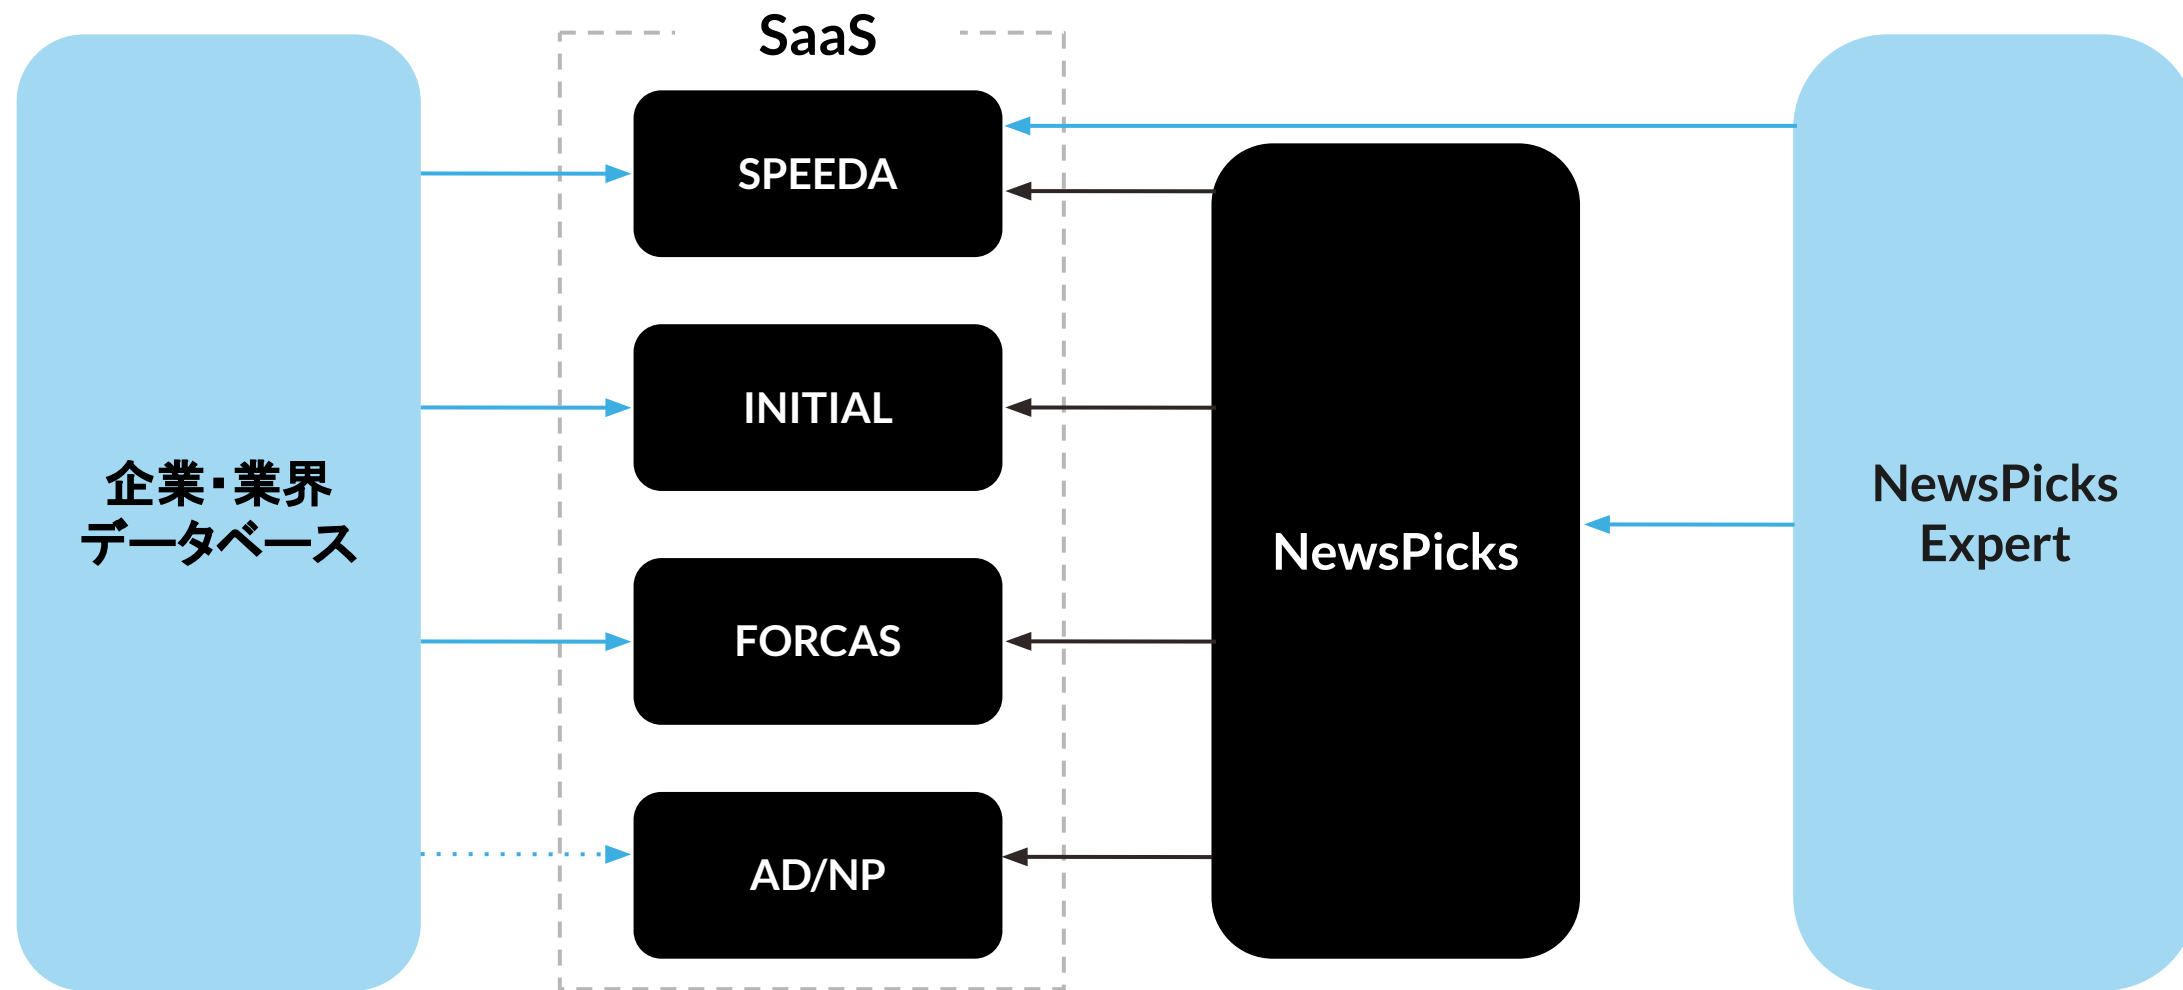 SaaS
企業・業界
データベース
SPEEDA
INITIAL
FORCAS
AD/NP
NewsPicks
NewsPicks
Expert